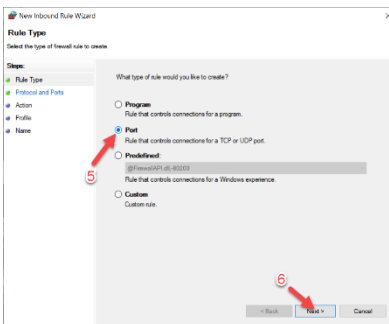 New Inbound Rule Wizard
Rule Type
Select the type of firewall rule to create.
Steps:
Rule Type
Protocol and Ports
Action
Profile
Name
What type of rule would you like to create?
Program
Rule that controls connections for a program.
Port
Rule that controls connections for a TCP or UDP port.
5
Predefined:
@FirewallAPI.dll,-80200
Rule that controls connections for a Windows experience.
Custom
Custom rule.
6
< Back
Next >
Cancel